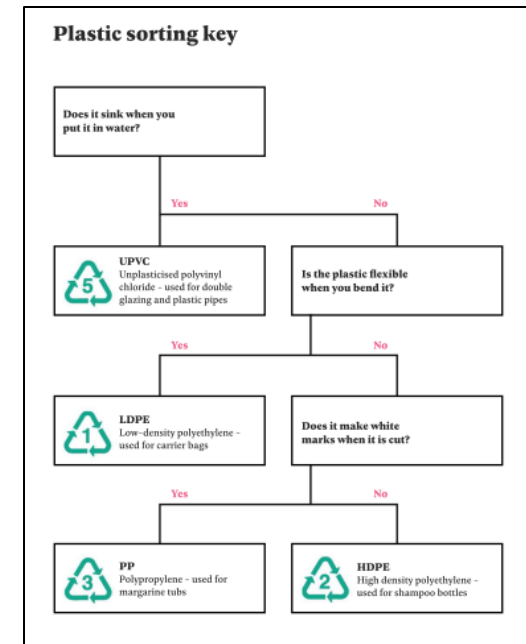 Plastic sorting key
Does it sink when you
put it in water?
Yes
No
5
UPVC
Unplasticised polyvinyl
chloride – used for double
glazing and plastic pipes
Is the plastic flexible
when you bend it?
Yes
No
1
LDPE
Low-density polyethylene –
used for carrier bags
Does it make white
marks when it is cut?
Yes
No
3
PP
Polypropylene – used for
margarine tubs
2
HDPE
High density polyethylene –
used for shampoo bottles